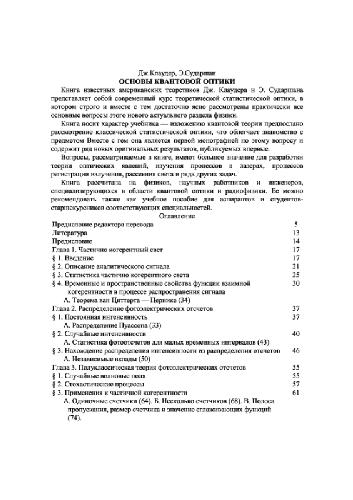 Дж.Клаудер, Э.Сударшан
ОСНОВЫ КВАНТОВОЙ ОПТИКИ
Книга известных американских теоретиков Дж. Клаудера и Э. Сударшана
представляет собой современный курс теоретической статистической оптики, в
котором строго и вместе с тем достаточно ясно рассмотрены практически все
основные вопросы этого нового актуального раздела физики.
Книга носит характер учебника — изложению квантовой теории предпослано
рассмотрение классической статистической оптики, что облегчает знакомство с
предметом Вместе с тем она является первой монографией по этому вопросу и
содержит ряд новых оригинальных результатов, публикуемых впервые.
Вопросы, рассматриваемые в книге, имеют большое значение для разработки
теории оптических явлений, изучения процессов в лазерах, процессов
регистрации излучения, рассеяния света и ряда других задач.
Книга рассчитана на физиков, научных работников и инженеров,
специализирующихся в области квантовой оптики и радиофизики. Ее можно
рекомендовать также как учебное пособие для аспирантов и студентов-
старшекурсников соответствующих специальностей.
Оглавление
Предисловие редактора перевода 5
Литература 13
Предисловие 14
Глава 1. Частично когерентный свет 17
§ 1. Введение 17
§ 2. Описание аналитического сигнала 21
§ 3. Статистика частично когерентного света 25
§ 4. Временные и пространственные свойства функции взаимной 30
когерентности в процессе распространения сигнала
А. Теорема ван Циттерта — Цернике (34)
Глава 2. Распределение фотоэлектрических отсчетов 37
§ 1. Постоянная интенсивность 37
А. Распределение Пуассона (33)
§ 2. Случайные интенсивности 40
А. Статистика фотоотсчетов для малых временных интервалов (43)
§ 3. Нахождение распределения интенсивности из распределения отсчетов 46
А. Независимые методы (50)
Глава 3. Полуклассическая теория фотоэлектрических отсчетов 55
§ 1. Случайные волновые поля 55
§ 2. Стохастические процессы 57
§ 3. Применения к частичной когерентности 61
А. Одиночные счетчики (64). Б. Несколько счетчиков (68). В. Полоса
пропускания, размер счетчика и значение сглаживающих функций
(74).